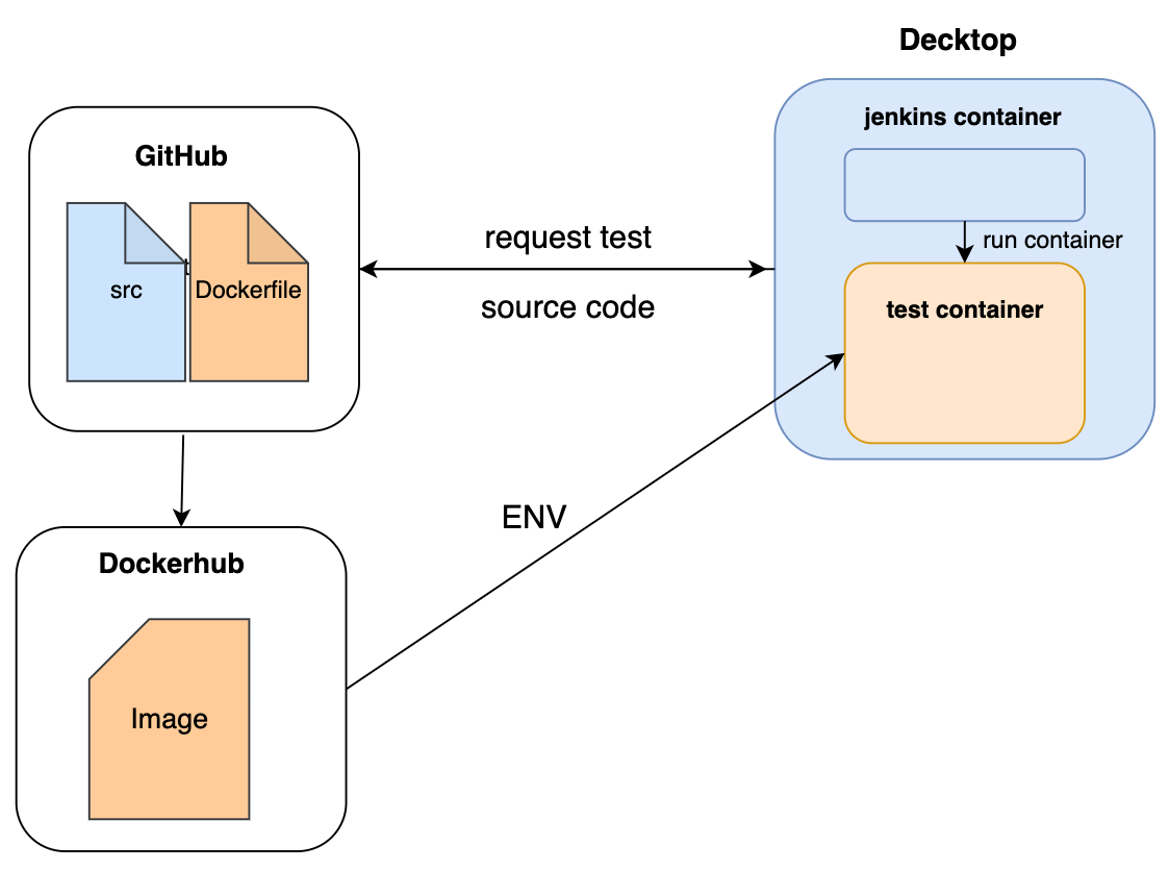 Decktop
jenkins container
GitHub
run container
request test
src
Dockerfile
source code
test container
ENV
Dockerhub
Image